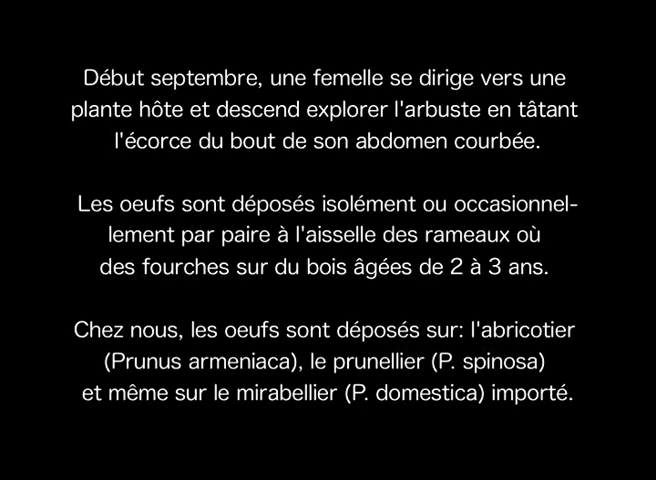 Début septembre, une femelle se dirige vers une
plante hôte et descend explorer l'arbuste en tâtant
l'écorce du bout de son abdomen courbée.
Les oeufs sont déposés isolément ou occasionnel-
lement par paire à l'aisselle des rameaux où
des fourches sur du bois âgées de 2 à 3 ans.
Chez nous, les oeufs sont déposés sur: l'abricotier
(Prunus armeniaca), le prunellier (P. spinosa)
et même sur le mirabellier (P. domestica) importé.